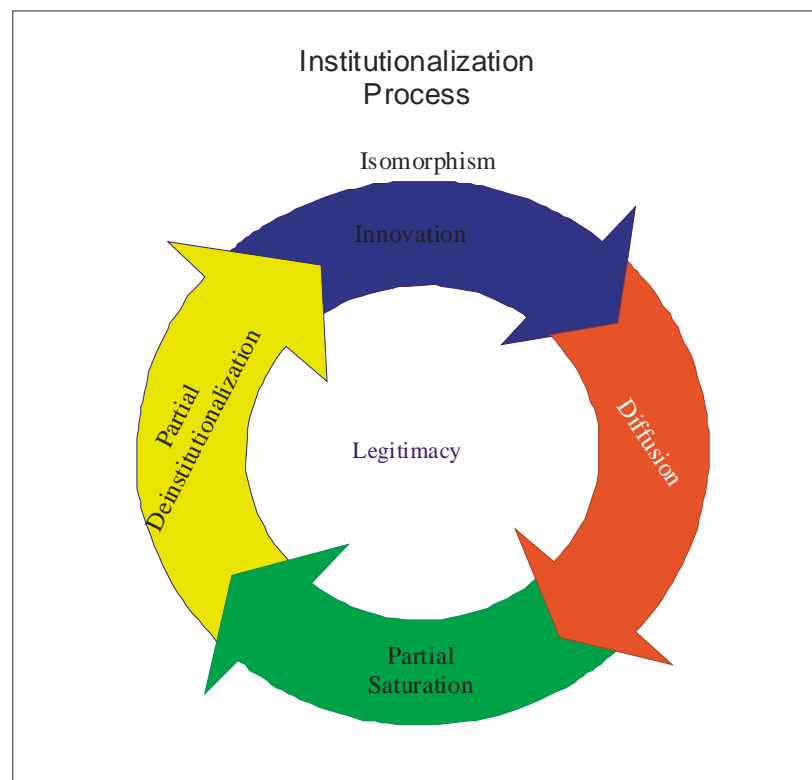 Institutionalization
Process
Isomorphism
Innovation
Diffusion
Legitimacy
Partial
Deinstitutionalization
Partial
Saturation